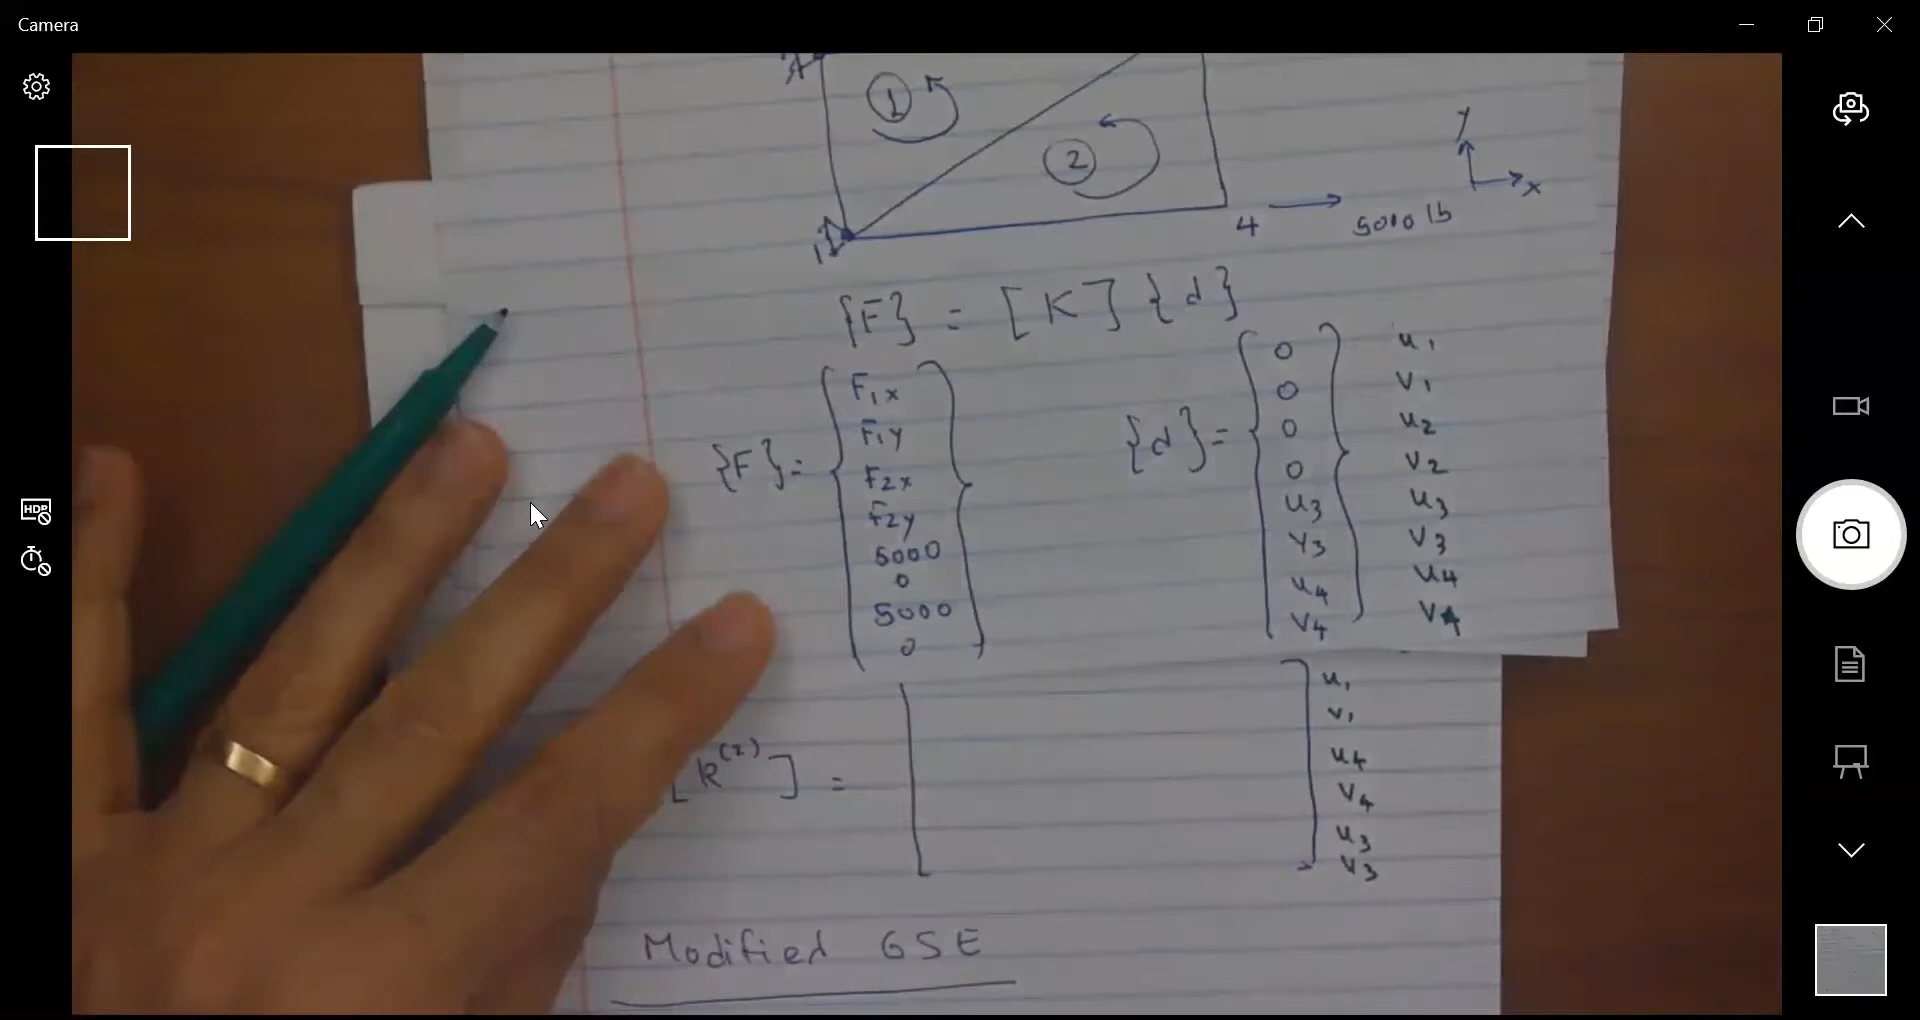 Camera
1
2
y
x
1
4
5000 lb
{F} = [K] {d}
{F} = { F1x F1y F2x F2y 5000 0 5000 0 }
{d} = { 0 0 0 0 u3 v3 u4 v4 } u1 v1 u2 v2 u3 v3 u4 v4
[k(2)] = [ ] u1 v1 u4 v4 u3 v3
Modified GSE
HDR